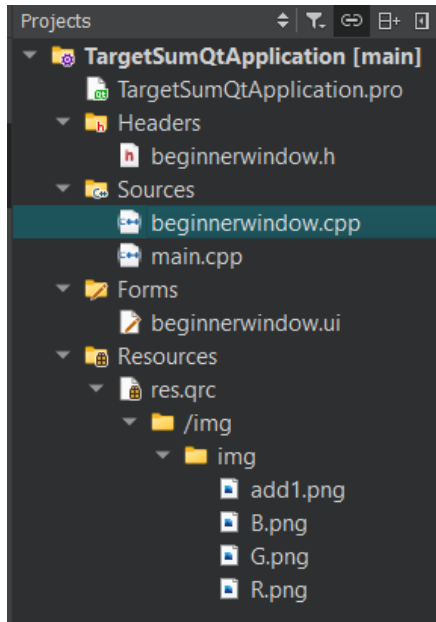 Projects
TargetSumQtApplication [main]
TargetSumQtApplication.pro
Headers
beginnerwindow.h
Sources
beginnerwindow.cpp
main.cpp
Forms
beginnerwindow.ui
Resources
res.qrc
/img
img
add1.png
B.png
G.png
R.png